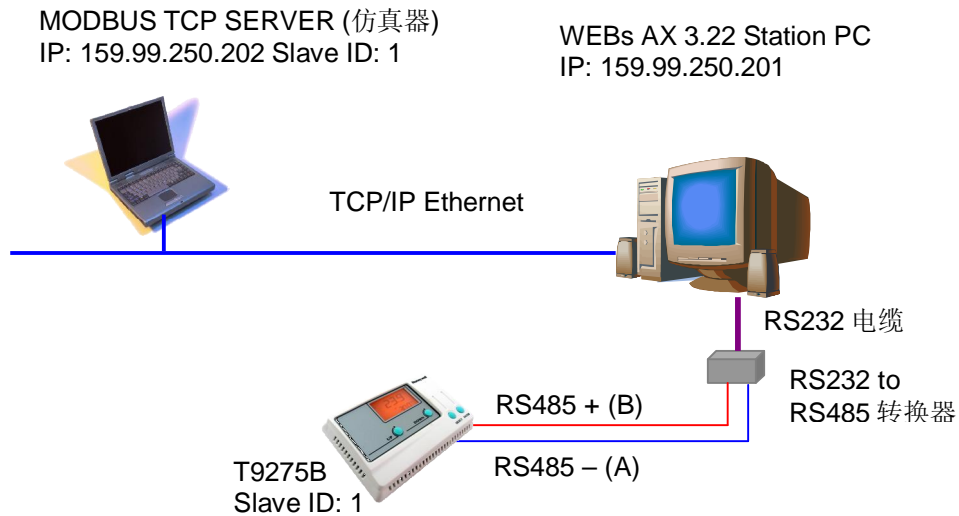 MODBUS TCP SERVER (仿真器)
IP: 159.99.250.202 Slave ID: 1
WEBs AX 3.22 Station PC
IP: 159.99.250.201
TCP/IP Ethernet
RS232 电缆
RS232 to
RS485 转换器
RS485 + (B)
RS485 – (A)
T9275B
Slave ID: 1